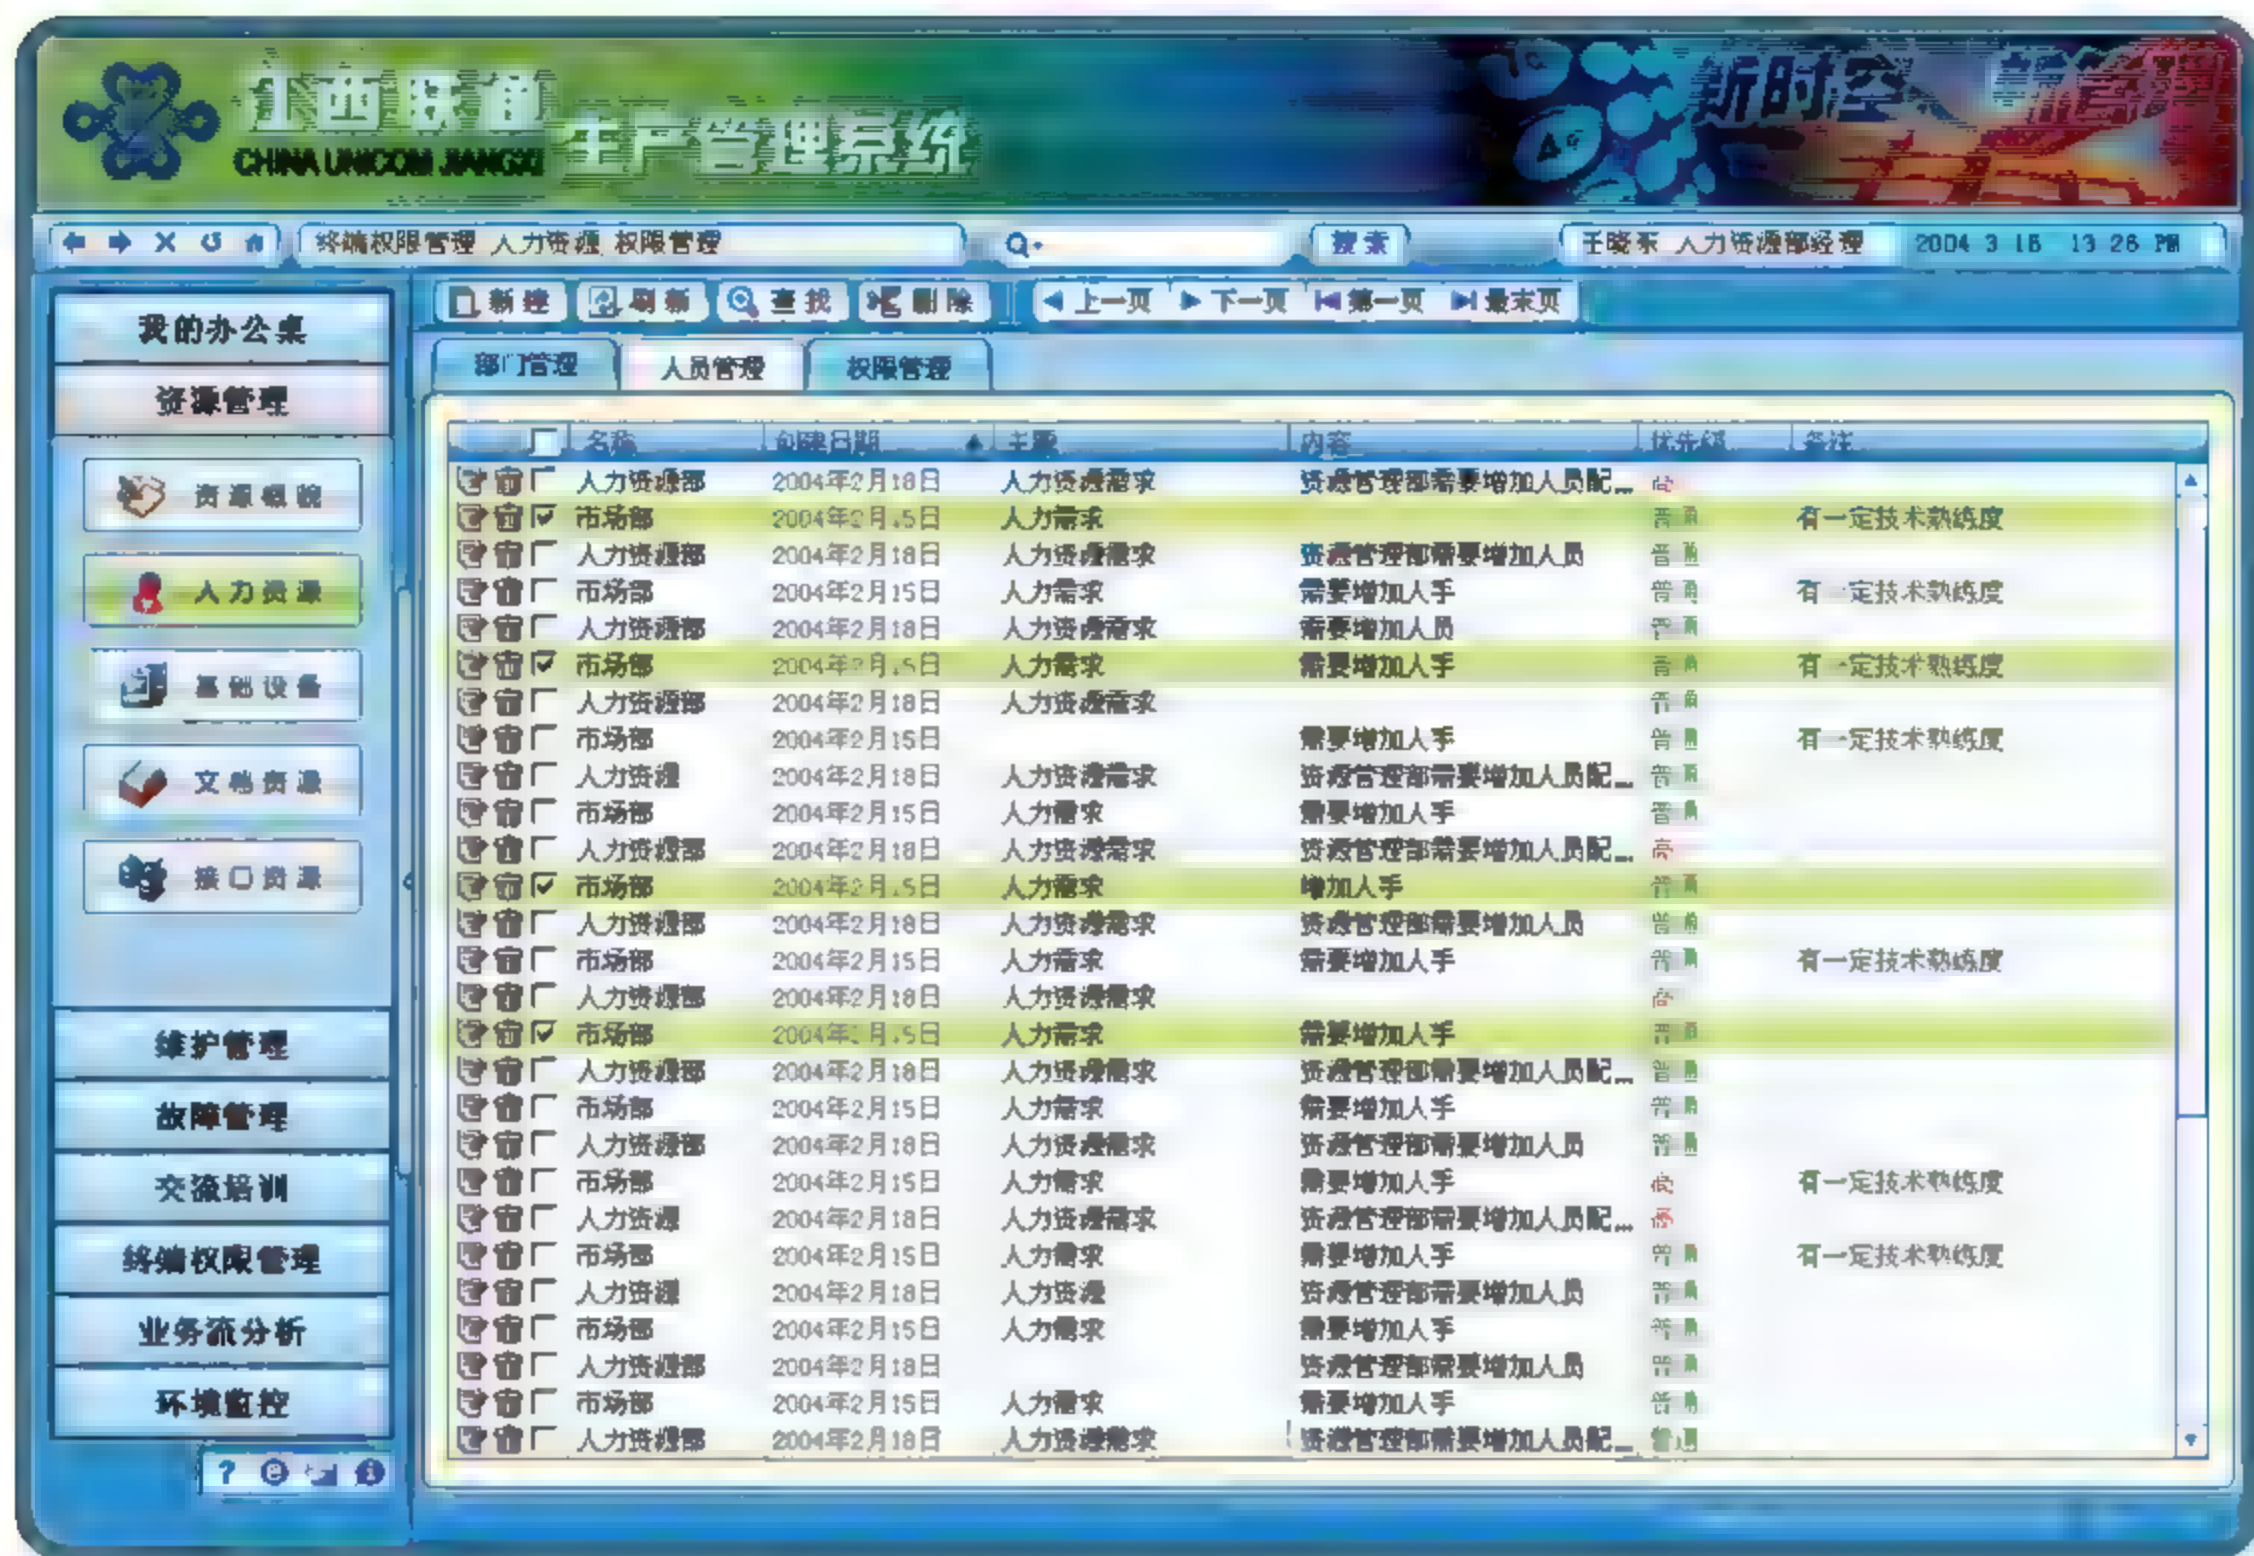 江西联通
CHINA UNICOM JIANGXI
生产管理系统
新时空 新管理
终端权限管理 人力资源 权限管理
搜索
王晓东 人力资源部经理
2004 3 16 13 26 PM
新建 刷新 查找 删除 上一页 下一页 第一页 最末页
我的办公桌
资源管理
资源概貌
人力资源
基础设备
文档资源
接口资源
维护管理
故障管理
交流培训
终端权限管理
业务流分析
环境监控
部门管理 人员管理 权限管理
名称 创建日期 主题 内容 优先级 备注
人力资源部 2004年2月18日 人力资源需求 资源管理部需要增加人员配... 高
市场部 2004年2月15日 人力需求 普通 有一定技术熟练度
人力资源部 2004年2月18日 人力资源需求 资源管理部需要增加人员 普通
市场部 2004年2月15日 人力需求 需要增加人手 普通 有一定技术熟练度
人力资源部 2004年2月18日 人力资源需求 需要增加人员 普通
市场部 2004年2月15日 人力需求 需要增加人手 普通 有一定技术熟练度
人力资源部 2004年2月18日 人力资源需求 普通
市场部 2004年2月15日 需要增加人手 普通 有一定技术熟练度
人力资源 2004年2月18日 人力资源需求 资源管理部需要增加人员配... 普通
市场部 2004年2月15日 人力需求 需要增加人手 普通
人力资源部 2004年2月18日 人力资源需求 资源管理部需要增加人员配... 高
市场部 2004年2月15日 人力需求 增加人手 普通
人力资源部 2004年2月18日 人力资源需求 资源管理部需要增加人员 普通
市场部 2004年2月15日 人力需求 需要增加人手 普通 有一定技术熟练度
人力资源部 2004年2月18日 人力资源需求 高
市场部 2004年2月15日 人力需求 需要增加人手 普通
人力资源部 2004年2月18日 人力资源需求 资源管理部需要增加人员配... 普通
市场部 2004年2月15日 人力需求 需要增加人手 普通
人力资源部 2004年2月18日 人力资源需求 资源管理部需要增加人员 普通
市场部 2004年2月15日 人力需求 需要增加人手 高 有一定技术熟练度
人力资源 2004年2月18日 人力资源需求 资源管理部需要增加人员配... 高
市场部 2004年2月15日 人力需求 需要增加人手 普通 有一定技术熟练度
人力资源 2004年2月18日 人力资源 资源管理部需要增加人员 普通
市场部 2004年2月15日 人力需求 需要增加人手 普通
人力资源部 2004年2月18日 资源管理部需要增加人员 普通
市场部 2004年2月15日 人力需求 需要增加人手 普通
人力资源部 2004年2月18日 人力资源需求 资源管理部需要增加人员配... 普通